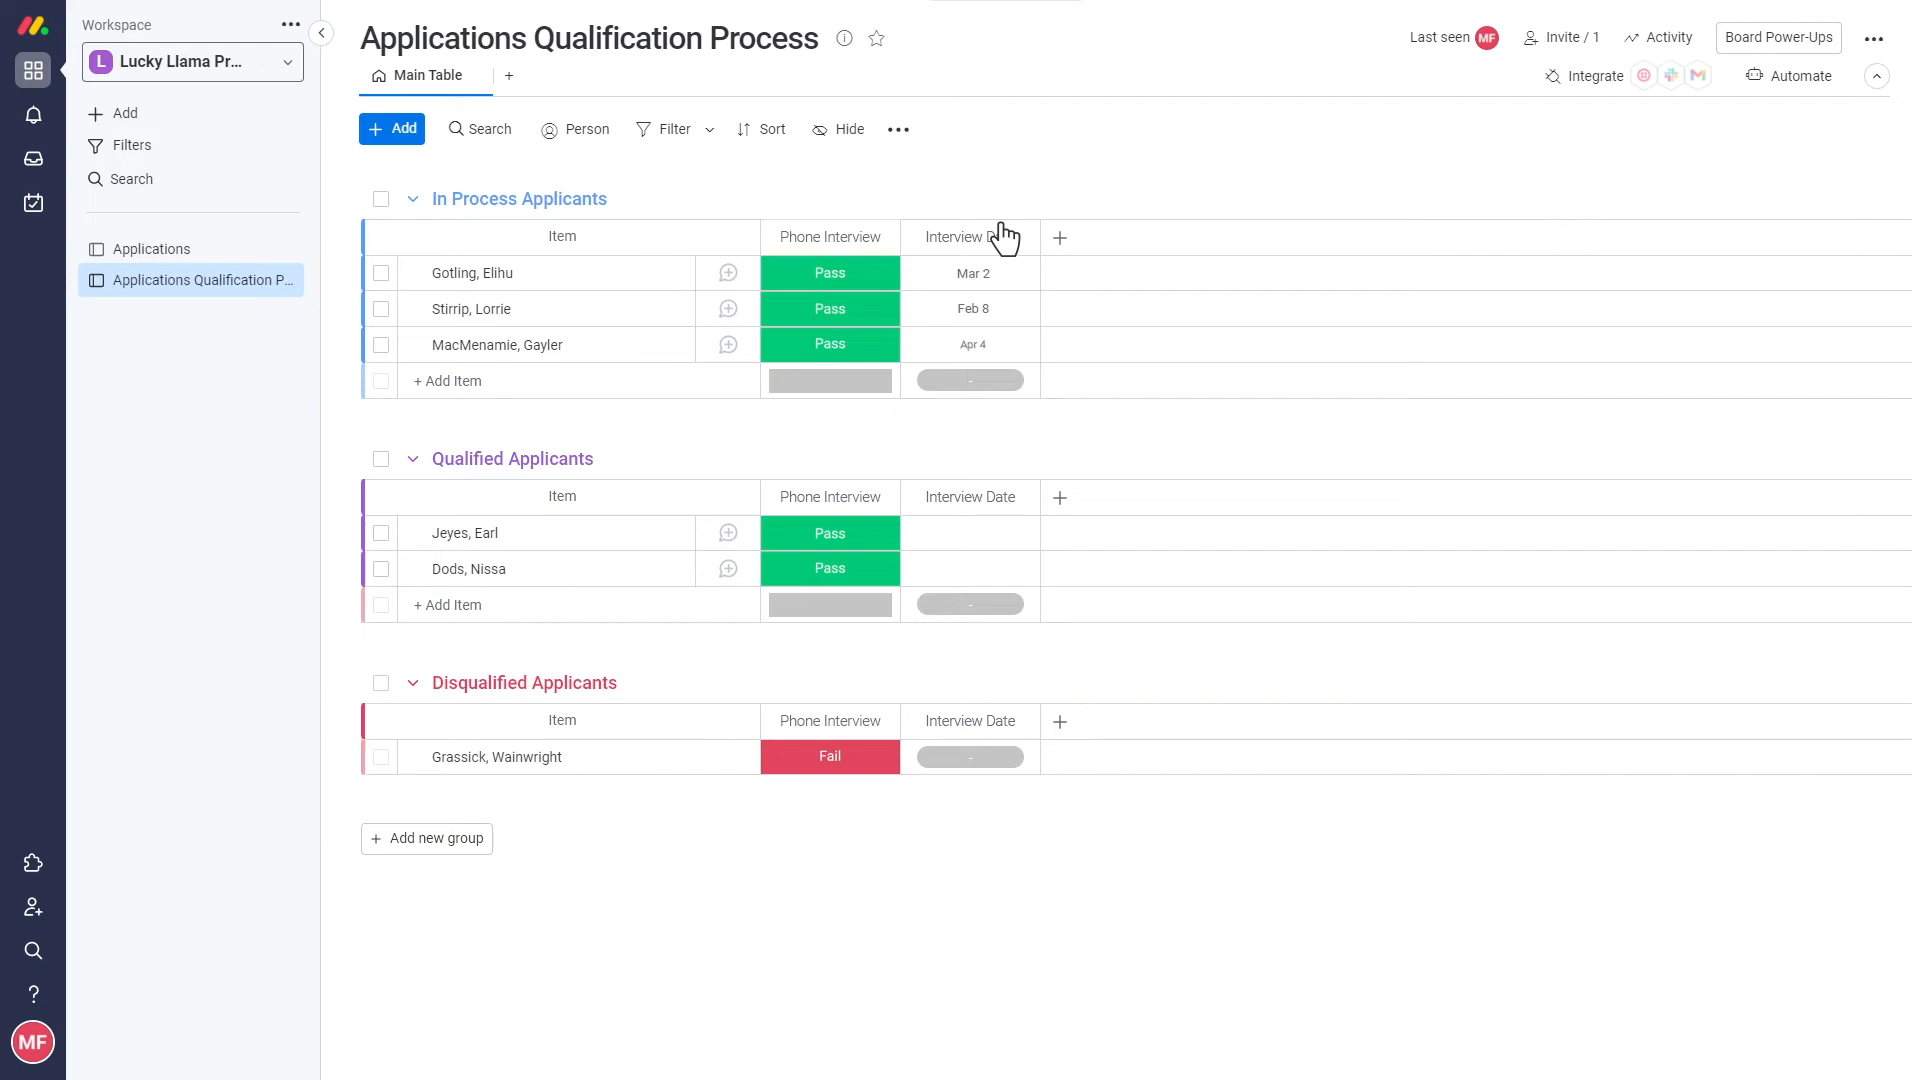 Workspace
L Lucky Llama Pr...
Add
Filters
Search
Applications
Applications Qualification P...
MF
Applications Qualification Process
Last seen MF
Invite / 1
Activity
Board Power-Ups
Main Table
Integrate
Automate
Add
Search
Person
Filter
Sort
Hide
In Process Applicants
Item Phone Interview Interview
Gotling, Elihu Pass Mar 2
Stirrip, Lorrie Pass Feb 8
MacMenamie, Gayler Pass Apr 4
+ Add Item -
Qualified Applicants
Item Phone Interview Interview Date
Jeyes, Earl Pass
Dods, Nissa Pass
+ Add Item -
Disqualified Applicants
Item Phone Interview Interview Date
Grassick, Wainwright Fail -
+ Add new group